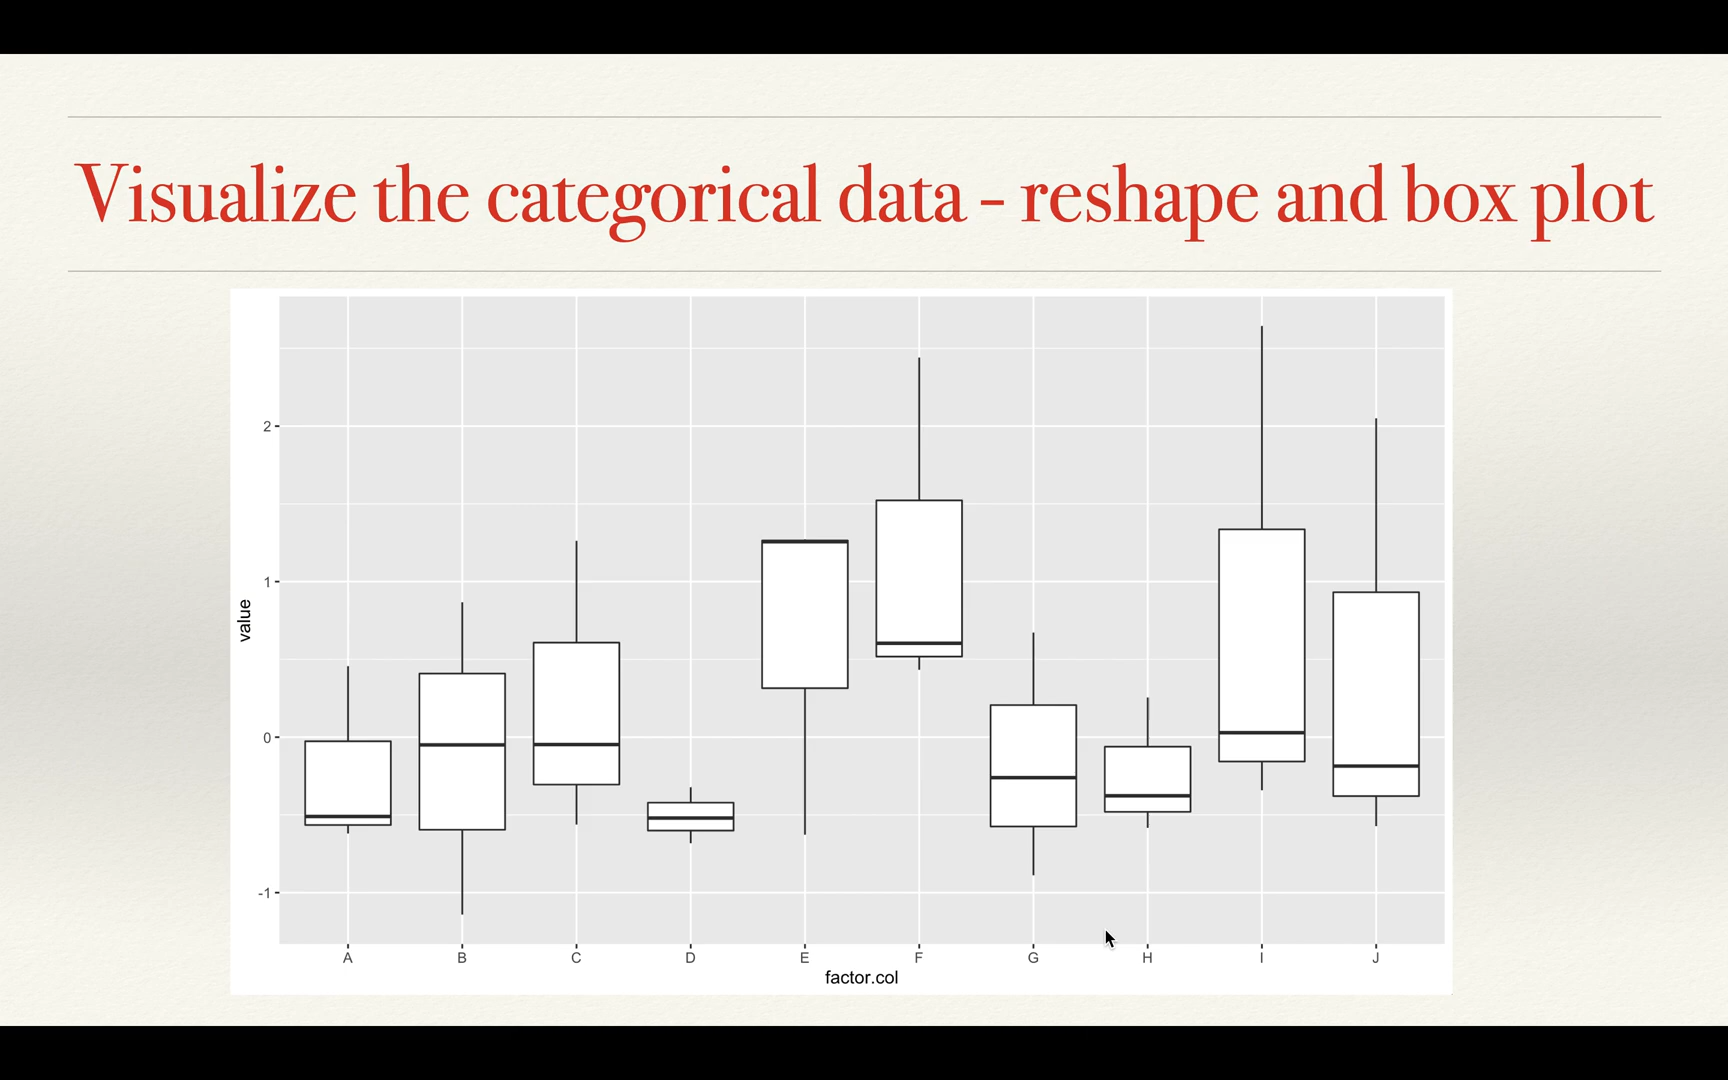 Visualize the categorical data - reshape and box plot
2
1
0
-1
value
A B C D E F G H I J
factor.col